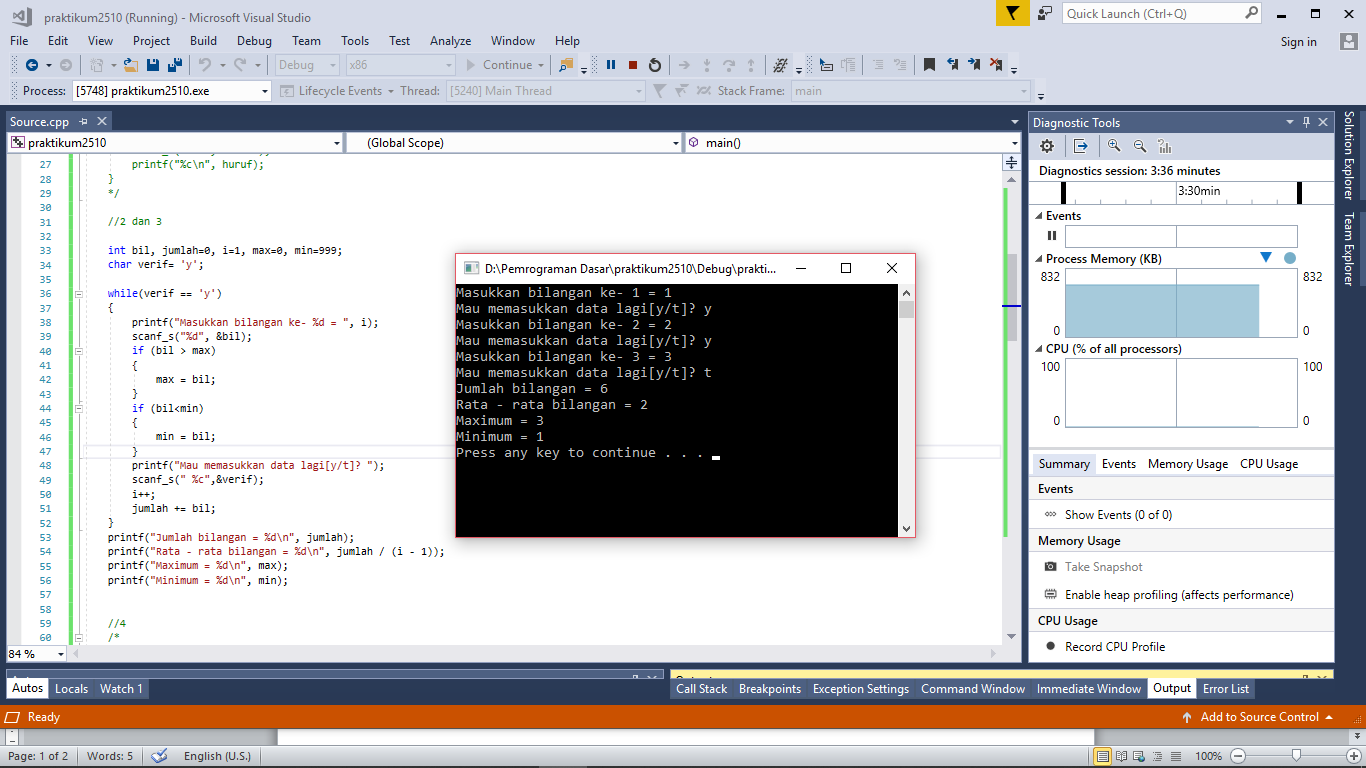 praktikum2510 (Running) - Microsoft Visual Studio
Quick Launch (Ctrl+Q)
File Edit View Project Build Debug Team Tools Test Analyze Window Help
Sign in
Debug x86 Continue
Process: [5748] praktikum2510.exe Lifecycle Events Thread: [5240] Main Thread Stack Frame: main
Source.cpp
praktikum2510 (Global Scope) main()
27 printf("%c\n", huruf);
28 }
29 */
30
31 //2 dan 3
32
33 int bil, jumlah=0, i=1, max=0, min=999;
34 char verif= 'y';
35
36 while(verif == 'y')
37 {
38 printf("Masukkan bilangan ke- %d = ", i);
39 scanf_s("%d", &bil);
40 if (bil > max)
41 {
42 max = bil;
43 }
44 if (bil<min)
45 {
46 min = bil;
47 }
48 printf("Mau memasukkan data lagi[y/t]? ");
49 scanf_s(" %c",&verif);
50 i++;
51 jumlah += bil;
52 }
53 printf("Jumlah bilangan = %d\n", jumlah);
54 printf("Rata - rata bilangan = %d\n", jumlah / (i - 1));
55 printf("Maximum = %d\n", max);
56 printf("Minimum = %d\n", min);
57
58
59 //4
60 /*
84 %
D:\Pemrograman Dasar\praktikum2510\Debug\prakti...
Masukkan bilangan ke- 1 = 1
Mau memasukkan data lagi[y/t]? y
Masukkan bilangan ke- 2 = 2
Mau memasukkan data lagi[y/t]? y
Masukkan bilangan ke- 3 = 3
Mau memasukkan data lagi[y/t]? t
Jumlah bilangan = 6
Rata - rata bilangan = 2
Maximum = 3
Minimum = 1
Press any key to continue . . .
Diagnostic Tools
Diagnostics session: 3:36 minutes
3:30min
Events
Process Memory (KB)
832 832
0 0
CPU (% of all processors)
100 100
0 0
Summary Events Memory Usage CPU Usage
Events
Show Events (0 of 0)
Memory Usage
Take Snapshot
Enable heap profiling (affects performance)
CPU Usage
Record CPU Profile
Solution Explorer
Team Explorer
Autos Locals Watch 1
Call Stack Breakpoints Exception Settings Command Window Immediate Window Output Error List
Ready
Add to Source Control
Page: 1 of 2 Words: 5 English (U.S.) 100%